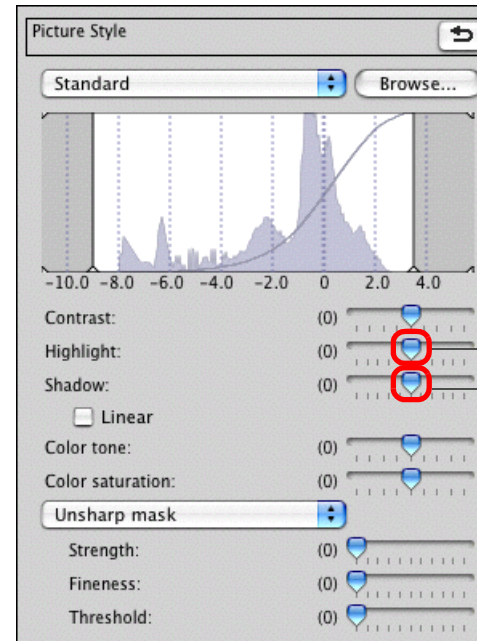 Picture Style
Standard Browse...
-10.0 -8.0 -6.0 -4.0 -2.0 0 2.0 4.0
Contrast: (0)
Highlight: (0)
Shadow: (0)
Linear
Color tone: (0)
Color saturation: (0)
Unsharp mask
Strength: (0)
Fineness: (0)
Threshold: (0)